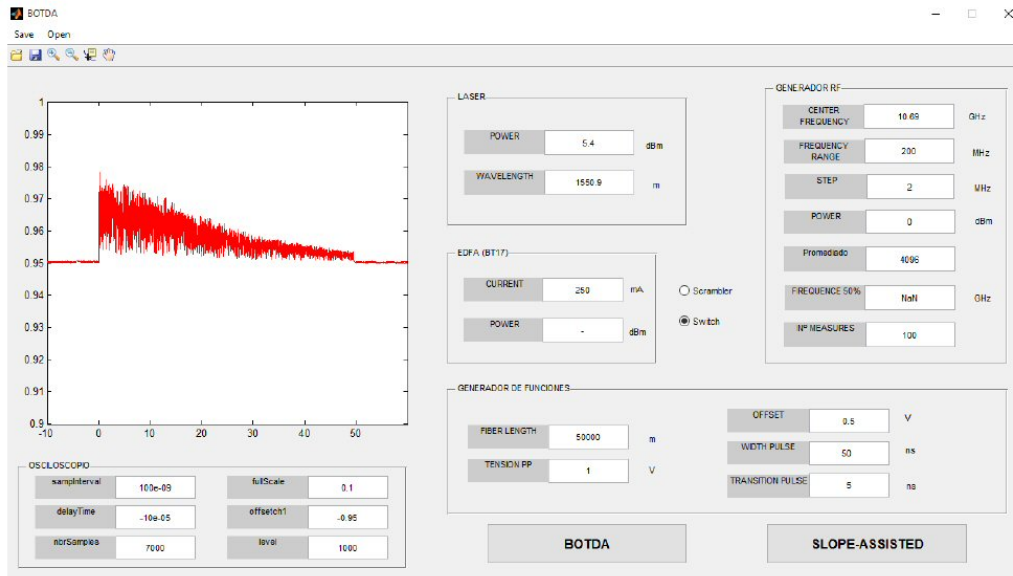 BOTDA
Save Open
1
0.99
0.98
0.97
0.96
0.95
0.94
0.93
0.92
0.91
0.9
-10 0 10 20 30 40 50
OSCILOSCOPIO
sampInterval 100e-09 fullScale 0.1
delayTime -10e-05 offsetch1 -0.95
nbrSamples 7000 level 1000
LASER
POWER 5.4 dBm
WAVELENGTH 1550.9 m
EDFA (BT17)
CURRENT 250 mA
POWER - dBm
Scrambler
Switch
GENERADOR RF
CENTER FREQUENCY 10.69 GHz
FREQUENCY RANGE 200 MHz
STEP 2 MHz
POWER 0 dBm
Promediado 4096
FREQUENCE 50% NaN GHz
Nº MEASURES 100
GENERADOR DE FUNCIONES
FIBER LENGTH 50000 m
TENSION PP 1 V
OFFSET 0.5 V
WIDTH PULSE 50 ns
TRANSITION PULSE 5 ns
BOTDA
SLOPE-ASSISTED